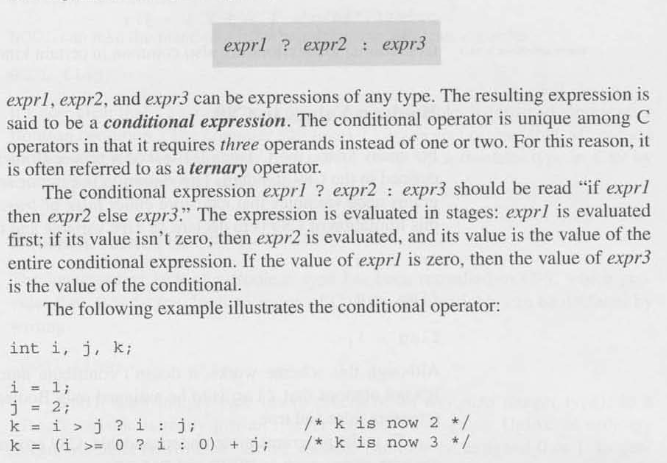 expr1 ? expr2 : expr3
expr1, expr2, and expr3 can be expressions of any type. The resulting expression is
said to be a conditional expression. The conditional operator is unique among C
operators in that it requires three operands instead of one or two. For this reason, it
is often referred to as a ternary operator.
The conditional expression expr1 ? expr2 : expr3 should be read “if expr1
then expr2 else expr3.” The expression is evaluated in stages: expr1 is evaluated
first; if its value isn’t zero, then expr2 is evaluated, and its value is the value of the
entire conditional expression. If the value of expr1 is zero, then the value of expr3
is the value of the conditional.
The following example illustrates the conditional operator:
int i, j, k;
i = 1;
j = 2;
k = i > j ? i : j;          /* k is now 2 */
k = (i >= 0 ? i : 0) + j;   /* k is now 3 */